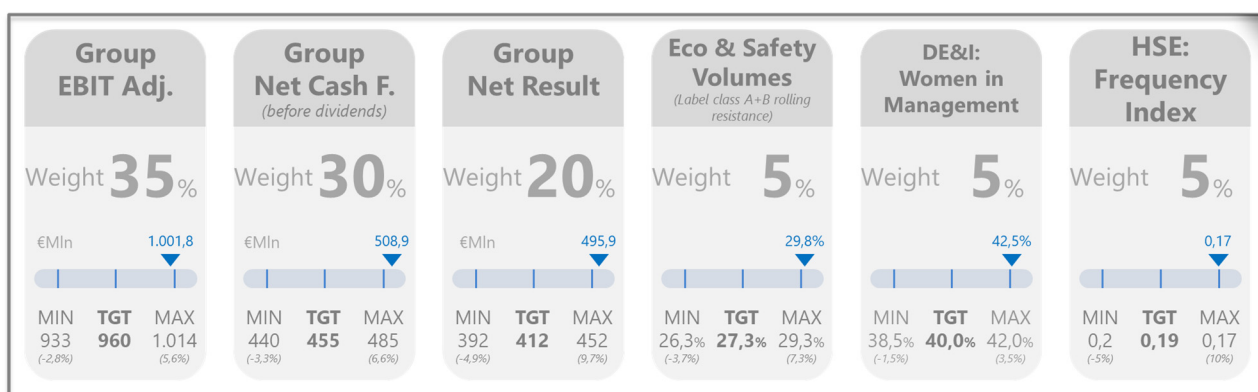 Group
EBIT Adj.
Weight 35%
€Mln 1.001,8
MIN TGT MAX
933 960 1.014
(-2,8%) (5,6%)
Group
Net Cash F.
(before dividends)
Weight 30%
€Mln 508,9
MIN TGT MAX
440 455 485
(-3,3%) (6,6%)
Group
Net Result
Weight 20%
€Mln 495,9
MIN TGT MAX
392 412 452
(-4,9%) (9,7%)
Eco & Safety
Volumes
(Label class A+B rolling
resistance)
Weight 5%
29,8%
MIN TGT MAX
26,3% 27,3% 29,3%
(-3,7%) (7,3%)
DE&I:
Women in
Management
Weight 5%
42,5%
MIN TGT MAX
38,5% 40,0% 42,0%
(-1,5%) (3,5%)
HSE:
Frequency
Index
Weight 5%
0,17
MIN TGT MAX
0,2 0,19 0,17
(-5%) (10%)